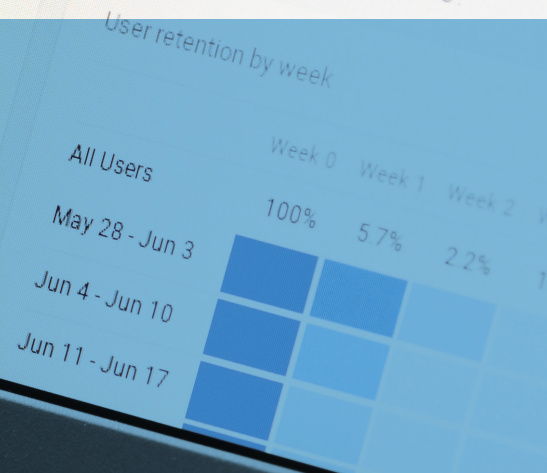 User retention by week
Week 0 Week 1 Week 2
All Users 100% 5.7% 2.2%
May 28 - Jun 3
Jun 4 - Jun 10
Jun 11 - Jun 17